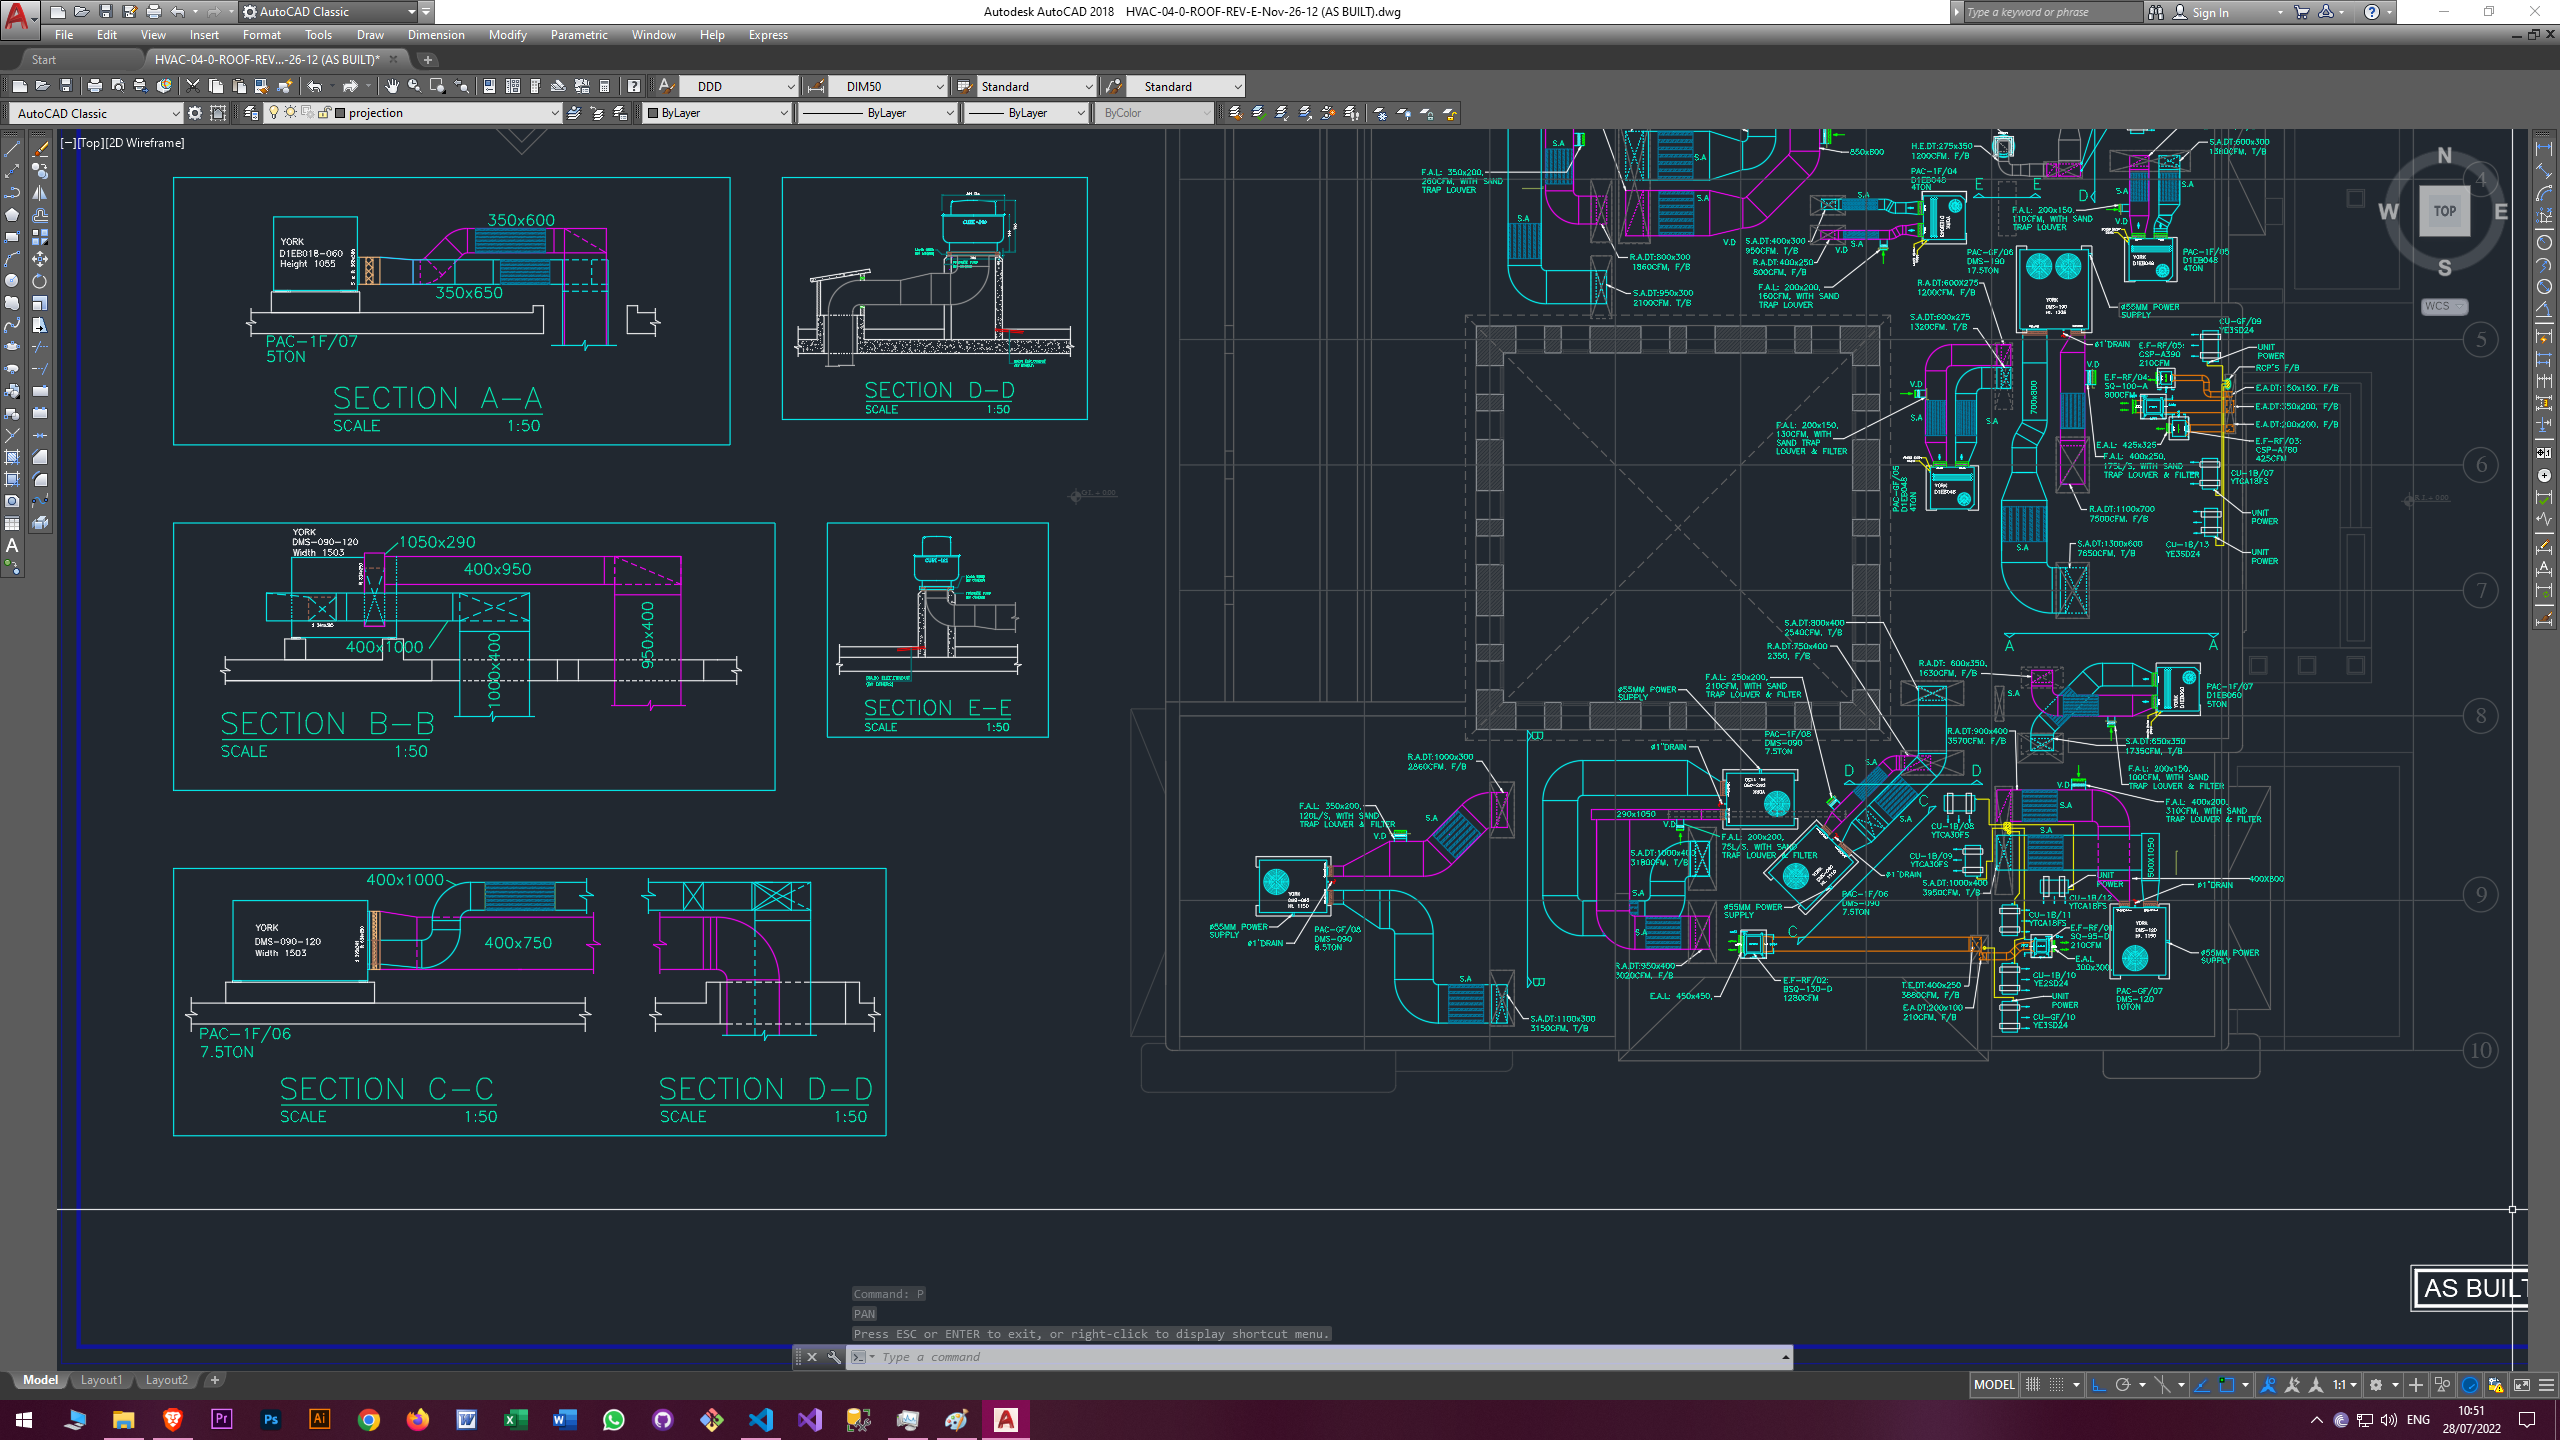 AutoCAD Classic
Autodesk AutoCAD 2018 HVAC-04-0-ROOF-REV-E-Nov-26-12 (AS BUILT).dwg
Type a keyword or phrase
Sign In
File Edit View Insert Format Tools Draw Dimension Modify Parametric Window Help Express
Start
HVAC-04-0-ROOF-REV...-26-12 (AS BUILT)*
DDD
DIM50
Standard
Standard
AutoCAD Classic
projection
ByLayer
ByLayer
ByLayer
ByColor
[−][Top][2D Wireframe]
YORK
D1EB018-060
Height 1055
350x600
350x650
PAC-1F/07
5TON
SECTION A-A
SCALE 1:50
SECTION D-D
SCALE 1:50
YORK
DMS-090-120
Width 1503
1050x290
400x950
400x1000
1000x400
950x400
SECTION B-B
SCALE 1:50
SECTION E-E
SCALE 1:50
400x1000
YORK
DMS-090-120
Width 1503
400x750
PAC-1F/06
7.5TON
SECTION C-C
SCALE 1:50
SECTION D-D
SCALE 1:50
F.A.L: 350x200,
260CFM, WITH SAND
TRAP LOUVER
S.A
S.A
S.A
S.A
850x800
V.D
R.A.DT:800x300
1860CFM, F/B
S.A.DT:950x300
2100CFM, T/B
H.E.DT:275x350
1200CFM. F/B
PAC-1F/04
D1EB048
4TON
E E
D
S.A.DT:600x300
1380CFM. T/B
S.A
S.A
F.A.L: 200x150,
110CFM, WITH SAND
TRAP LOUVER
S.A.DT:400x300
950CFM. T/B
R.A.DT:400x250
800CFM, F/B
F.A.L: 200x200,
160CFM, WITH SAND
TRAP LOUVER
PAC-GF/06
DMS-190
17.5TON
PAC-1F/05
D1EB048
4TON
R.A.DT:600X275
1200CFM, F/B
S.A.DT:600x275
1320CFM. T/B
ø55MM POWER
SUPPLY
CU-GF/09
YE3SD24
ø1"DRAIN
UNIT
POWER
RCP'S F/B
E.F-RF/05:
CSP-A390
210CFM
E.F-RF/04:
SQ-100-A
800CFM
E.A.DT:150x150. F/B
E.A.DT:350x200, F/B
E.A.DT:200x200. F/B
E.F-RF/03:
CSP-A780
425CFM
E.A.L: 425x325
F.A.L: 400x250,
175L/S, WITH SAND
TRAP LOUVER & FILTER
CU-1B/07
YTCA18FS
R.A.DT:1100x700
7500CFM. F/B
UNIT
POWER
CU-1B/13
YE3SD24
UNIT
POWER
S.A.DT:1300x600
7650CFM, T/B
700x800
F.A.L: 200x150,
130CFM, WITH
SAND TRAP
LOUVER & FILTER
PAC-GF/05
D1EB048
4TON
S.A.DT:800x400
2540CFM, T/B
R.A.DT:750x400
2350, F/B
F.A.L: 250x200,
210CFM, WITH SAND
TRAP LOUVER & FILTER
ø55MM POWER
SUPPLY
A A
R.A.DT: 600x350,
1630CFM, F/B
PAC-1F/07
D1EB060
5TON
S.A.DT:650x350
1735CFM, T/B
R.A.DT:900x400
3570CFM. F/B
F.A.L: 200x150,
100CFM, WITH SAND
TRAP LOUVER & FILTER
F.A.L: 400x200,
310CFM, WITH SAND
TRAP LOUVER & FILTER
PAC-1F/08
DMS-090
7.5TON
ø1"DRAIN
R.A.DT:1000x300
2860CFM. F/B
F.A.L: 350x200,
120L/S, WITH SAND
TRAP LOUVER & FILTER
V.D
S.A
290x1050
V.D
F.A.L: 200x200,
75L/S. WITH SAND
TRAP LOUVER & FILTER
S.A.DT:1000x400
3180CFM, T/B
D D
C
CU-1B/08
YTCA30FS
CU-1B/09
YTCA30FS
S.A.DT:1000x400
3950CFM, T/B
ø1"DRAIN
500x1050
UNIT
POWER
400X800
ø1"DRAIN
CU-1B/12
YTCA18FS
CU-1B/11
YTCA18FS
ø55MM POWER
SUPPLY
PAC-1F/06
DMS-090
7.5TON
C
ø55MM POWER
SUPPLY
ø1"DRAIN
PAC-GF/08
DMS-090
8.5TON
R.A.DT:950x400
3020CFM, F/B
E.A.L: 450x450,
E.F-RF/02:
BSQ-130-D
1280CFM
E.F-RF/01
SQ-95-D
210CFM
E.A.L
300x300,
ø55MM POWER
SUPPLY
T.E.DT:400x250
3880CFM, F/B
E.A.DT:200x100
210CFM, F/B
CU-1B/10
YE2SD24
UNIT
POWER
CU-GF/10
YE3SD24
PAC-GF/07
DMS-120
10TON
S.A.DT:1100x300
3150CFM, T/B
B
B
4
5
6
7
8
9
10
N
W TOP E
S
WCS
AS BUILT
Command: P
PAN
Press ESC or ENTER to exit, or right-click to display shortcut menu.
Type a command
Model Layout1 Layout2
MODEL
1:1
ENG
10:51
28/07/2022